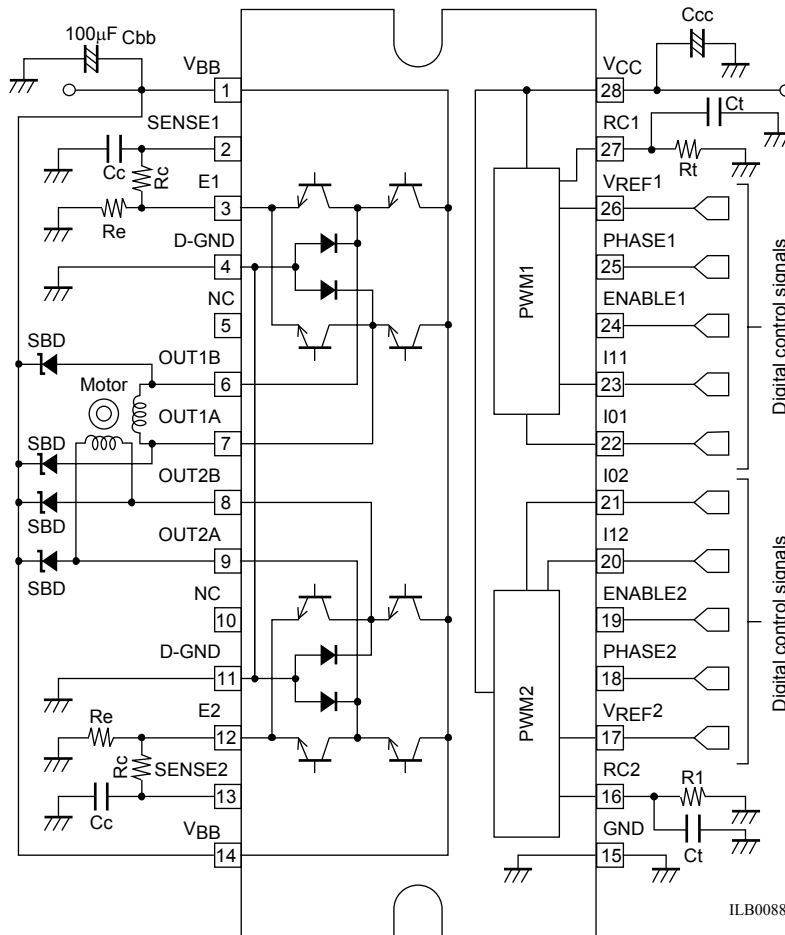 100μF Cbb
VBB
1
SENSE1
2
Cc
Rc
E1
3
Re
D-GND
4
NC
5
SBD
OUT1B
6
Motor
OUT1A
7
SBD
OUT2B
8
SBD
OUT2A
9
SBD
NC
10
D-GND
11
Re
E2
12
Rc
SENSE2
13
Cc
VBB
14
PWM1
PWM2
Ccc
VCC
28
Ct
RC1
27
Rt
VREF1
26
PHASE1
25
ENABLE1
24
I11
23
I01
22
Digital control signals
I02
21
I12
20
ENABLE2
19
PHASE2
18
VREF2
17
Digital control signals
RC2
16
R1
GND
Ct
15
ILB0088